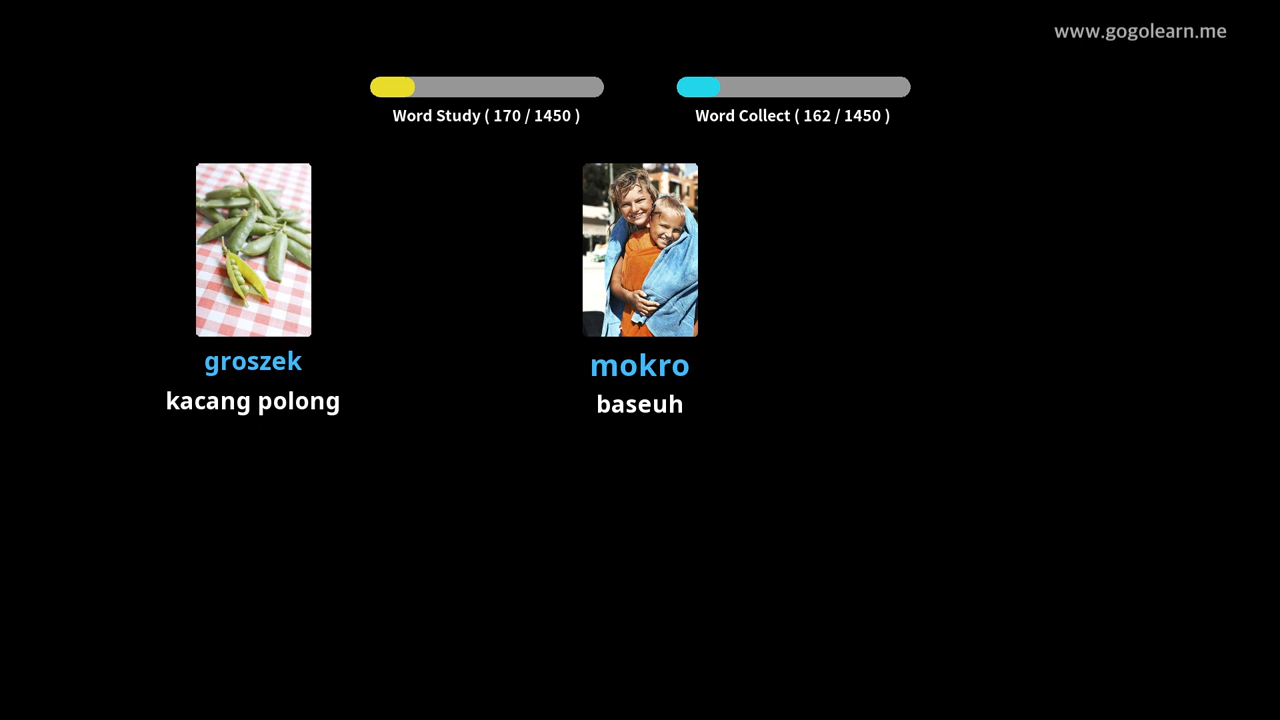 www.gogolearn.me
Word Study ( 170 / 1450 )
Word Collect ( 162 / 1450 )
groszek
kacang polong
mokro
baseuh